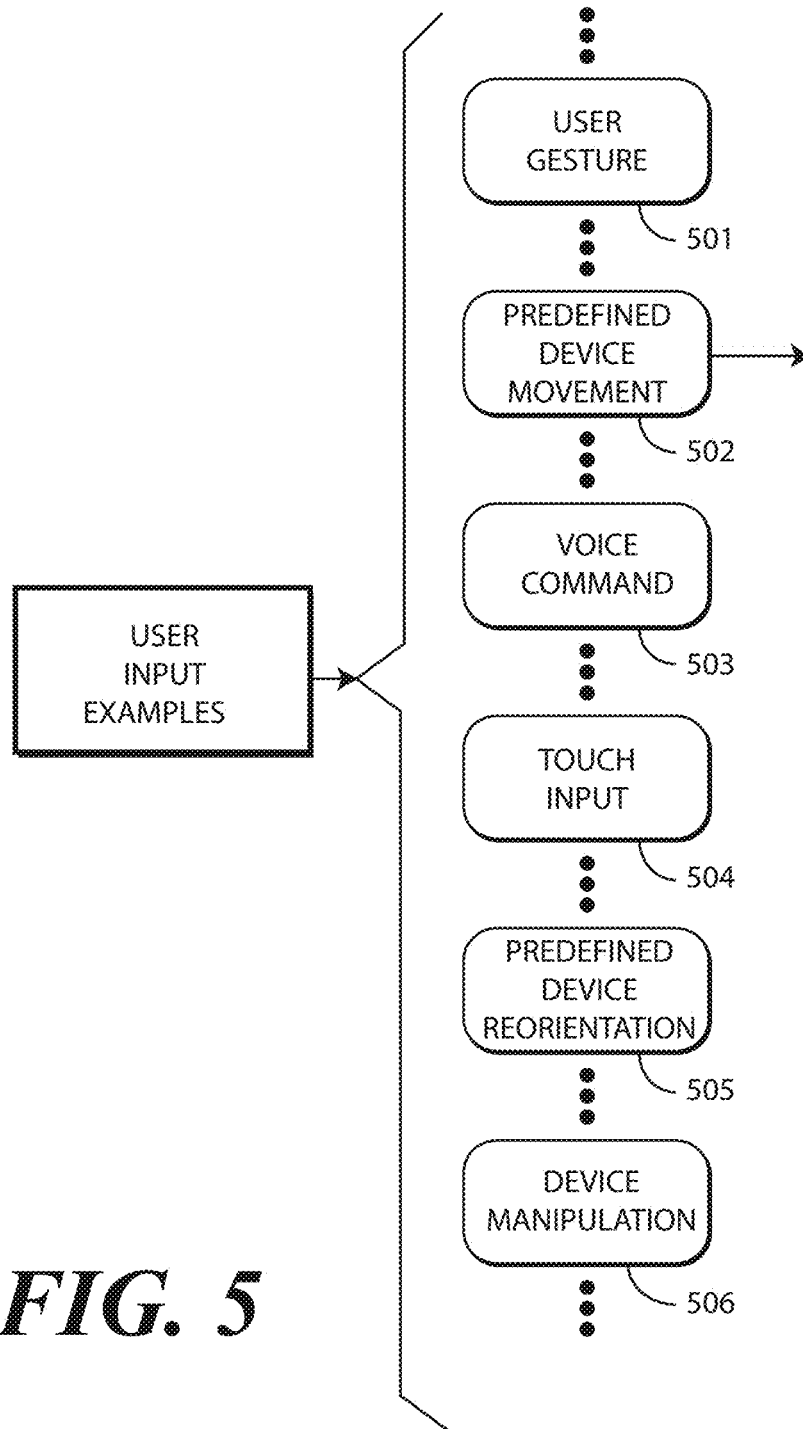 USER
GESTURE
501
PREDEFINED
DEVICE
MOVEMENT
502
VOICE
COMMAND
503
USER
INPUT
EXAMPLES
TOUCH
INPUT
504
PREDEFINED
DEVICE
REORIENTATION
505
DEVICE
MANIPULATION
506
FIG. 5